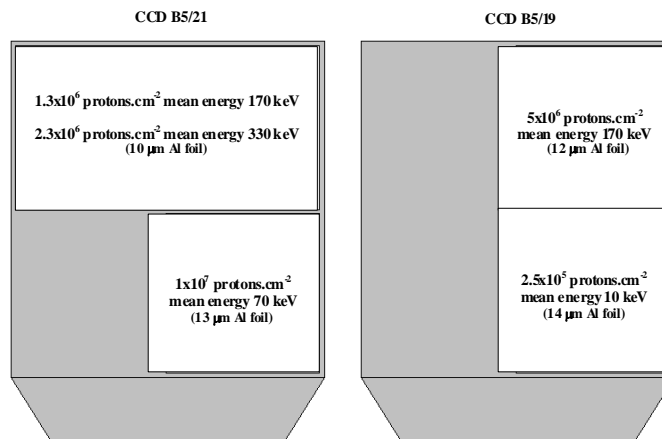 CCD B5/21
1.3x10⁶ protons.cm⁻² mean energy 170 keV
2.3x10⁶ protons.cm⁻² mean energy 330 keV
(10 µm Al foil)
1x10⁷ protons.cm⁻²
mean energy 70 keV
(13 µm Al foil)
CCD B5/19
5x10⁶ protons.cm⁻²
mean energy 170 keV
(12 µm Al foil)
2.5x10⁵ protons.cm⁻²
mean energy 10 keV
(14 µm Al foil)